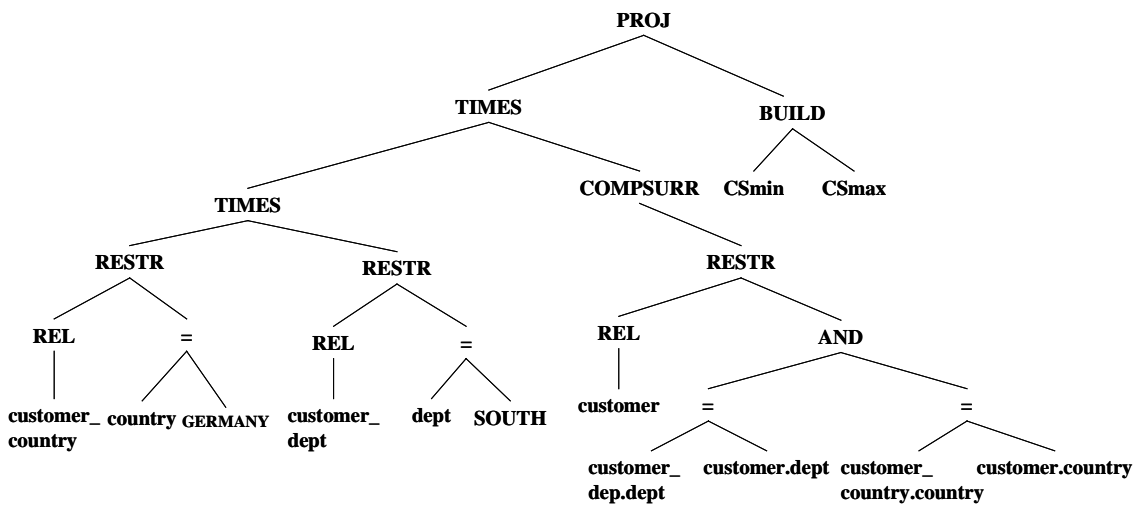 PROJ
TIMES
BUILD
COMPSURR
CSmin
CSmax
TIMES
RESTR
RESTR
RESTR
REL
=
REL
=
REL
AND
customer_
country
country
GERMANY
customer_
dept
dept
SOUTH
customer
=
=
customer_
dep.dept
customer.dept
customer_
country.country
customer.country